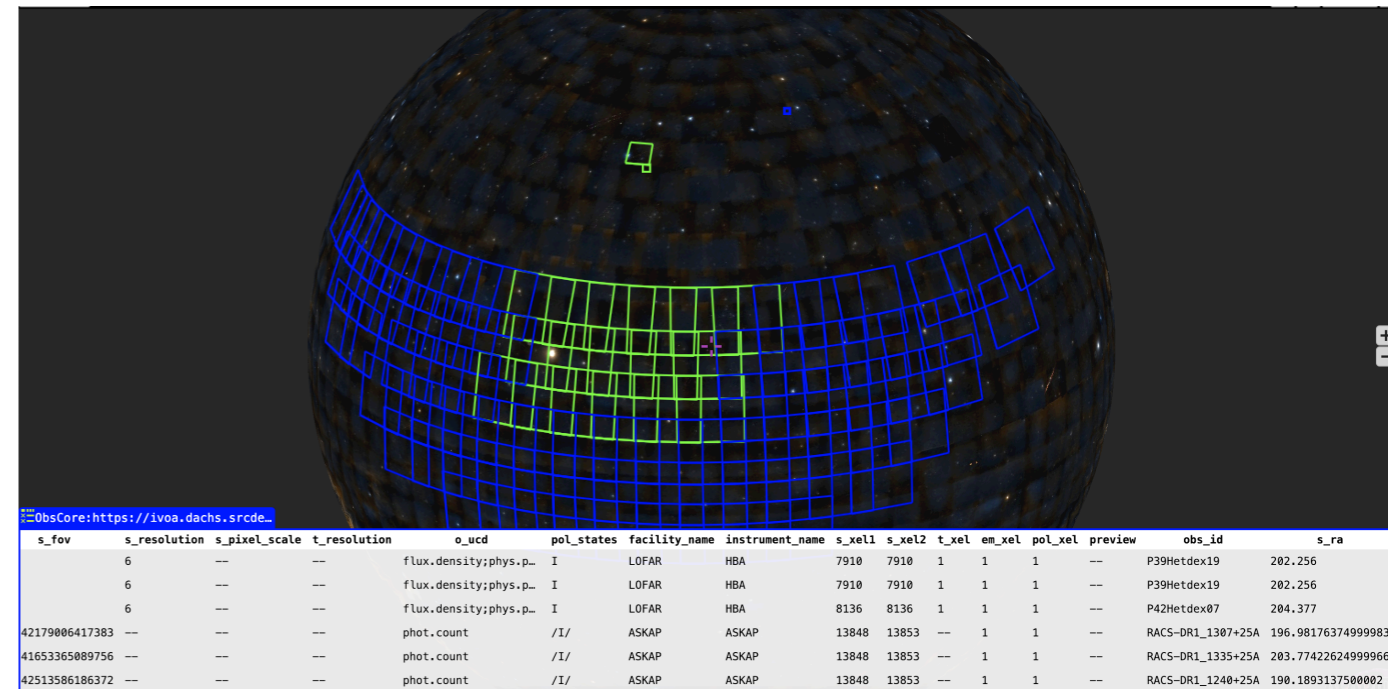 ObsCore:https://ivoa.dachs.srcde…
s_fov s_resolution s_pixel_scale t_resolution o_ucd pol_states facility_name instrument_name s_xel1 s_xel2 t_xel em_xel pol_xel preview obs_id s_ra
6 –– –– flux.density;phys.p… I LOFAR HBA 7910 7910 1 1 1 –– P39Hetdex19 202.256
6 –– –– flux.density;phys.p… I LOFAR HBA 7910 7910 1 1 1 –– P39Hetdex19 202.256
6 –– –– flux.density;phys.p… I LOFAR HBA 8136 8136 1 1 1 –– P42Hetdex07 204.377
42179006417383 –– –– –– phot.count /I/ ASKAP ASKAP 13848 13853 –– 1 1 –– RACS-DR1_1307+25A 196.98176374999983
41653365089756 –– –– –– phot.count /I/ ASKAP ASKAP 13848 13853 –– 1 1 –– RACS-DR1_1335+25A 203.77422624999966
42513586186372 –– –– –– phot.count /I/ ASKAP ASKAP 13848 13853 –– 1 1 –– RACS-DR1_1240+25A 190.1893137500002